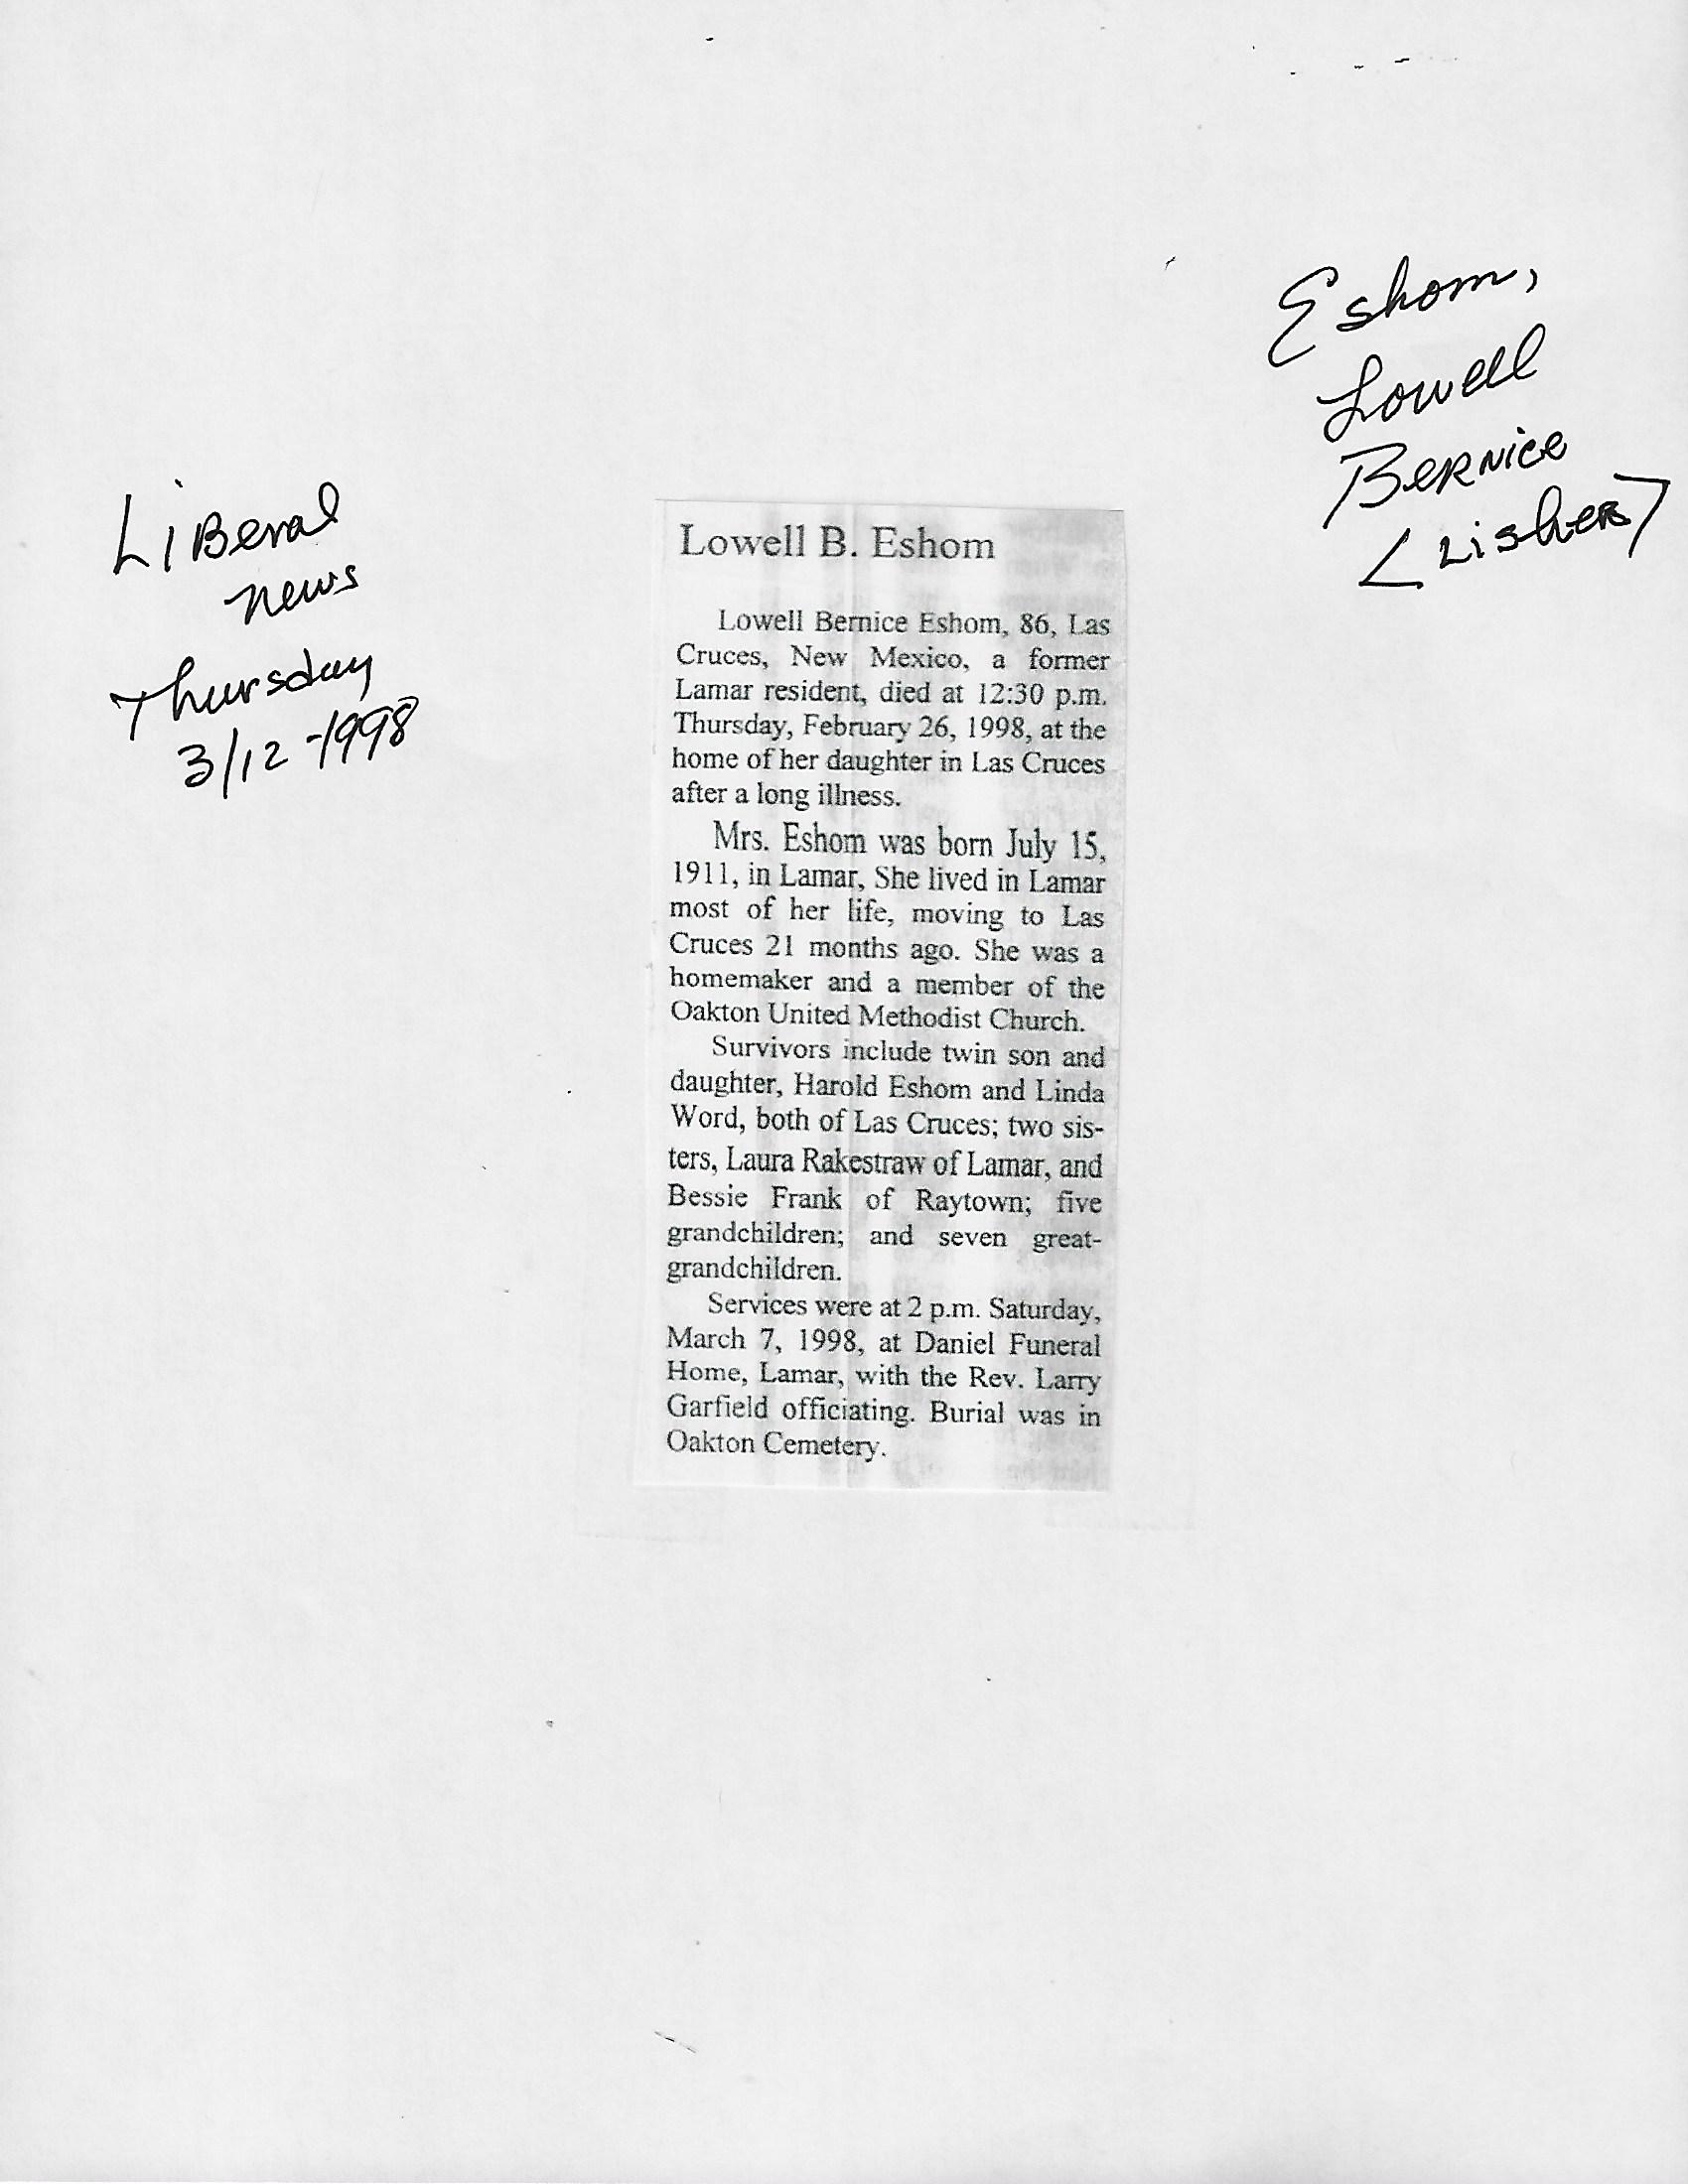 Eshom,
Lowell
Bernice
<Lisher>
Liberal
News
Thursday
3/12-1998
Lowell B. Eshom
Lowell Bernice Eshom, 86, Las
Cruces, New Mexico, a former
Lamar resident, died at 12:30 p.m.
Thursday, February 26, 1998, at the
home of her daughter in Las Cruces
after a long illness.
Mrs. Eshom was born July 15,
1911, in Lamar, She lived in Lamar
most of her life, moving to Las
Cruces 21 months ago. She was a
homemaker and a member of the
Oakton United Methodist Church.
Survivors include twin son and
daughter, Harold Eshom and Linda
Word, both of Las Cruces; two sis-
ters, Laura Rakestraw of Lamar, and
Bessie Frank of Raytown; five
grandchildren; and seven great-
grandchildren.
Services were at 2 p.m. Saturday,
March 7, 1998, at Daniel Funeral
Home, Lamar, with the Rev. Larry
Garfield officiating. Burial was in
Oakton Cemetery.